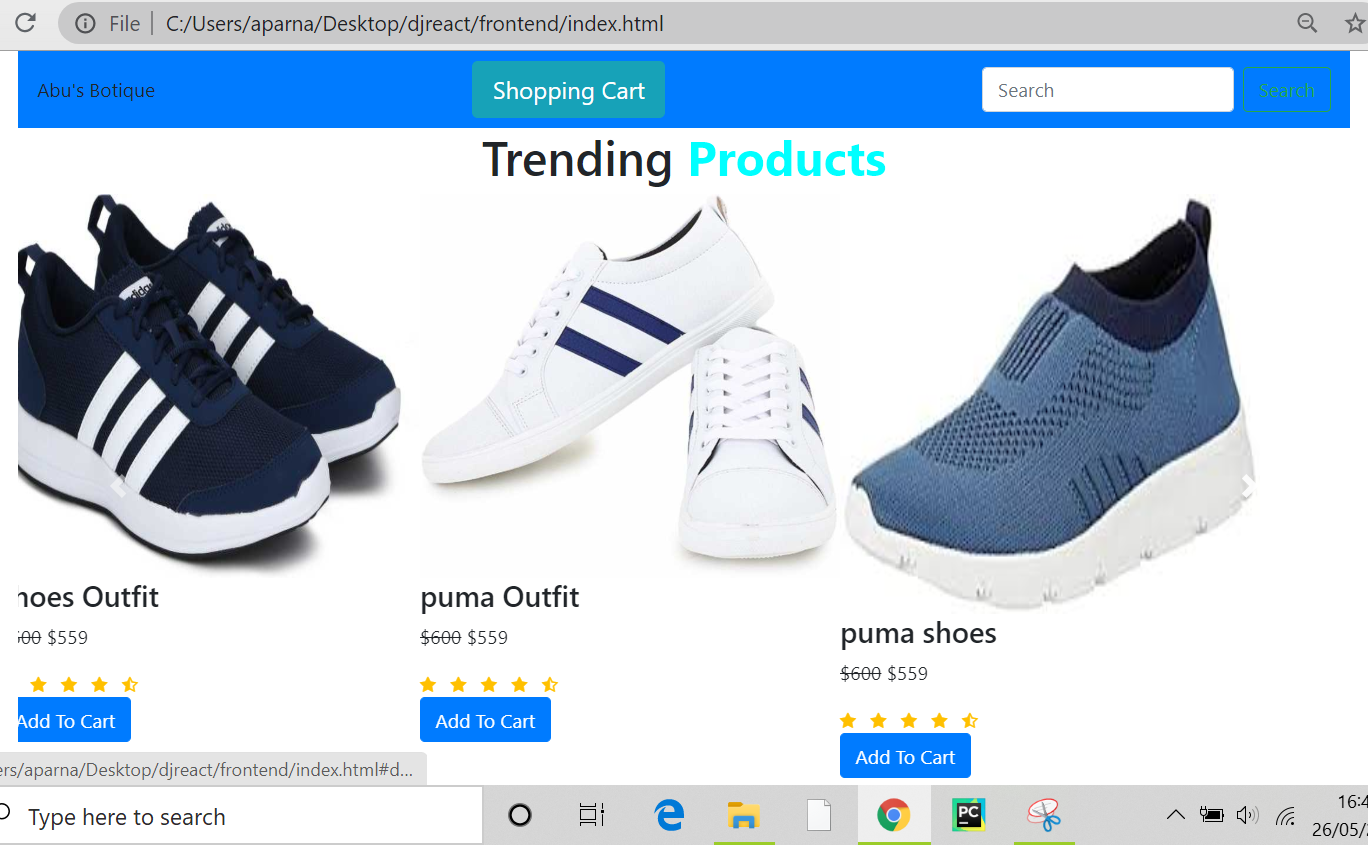 File | C:/Users/aparna/Desktop/djreact/frontend/index.html
Abu's Botique
Shopping Cart
Search
Search
Trending Products
adidas
hoes Outfit
puma Outfit
$600 $559
$600 $559
puma shoes
$600 $559
Add To Cart
Add To Cart
Add To Cart
ers/aparna/Desktop/djreact/frontend/index.html#d...
Type here to search
PC
16:4
26/05/